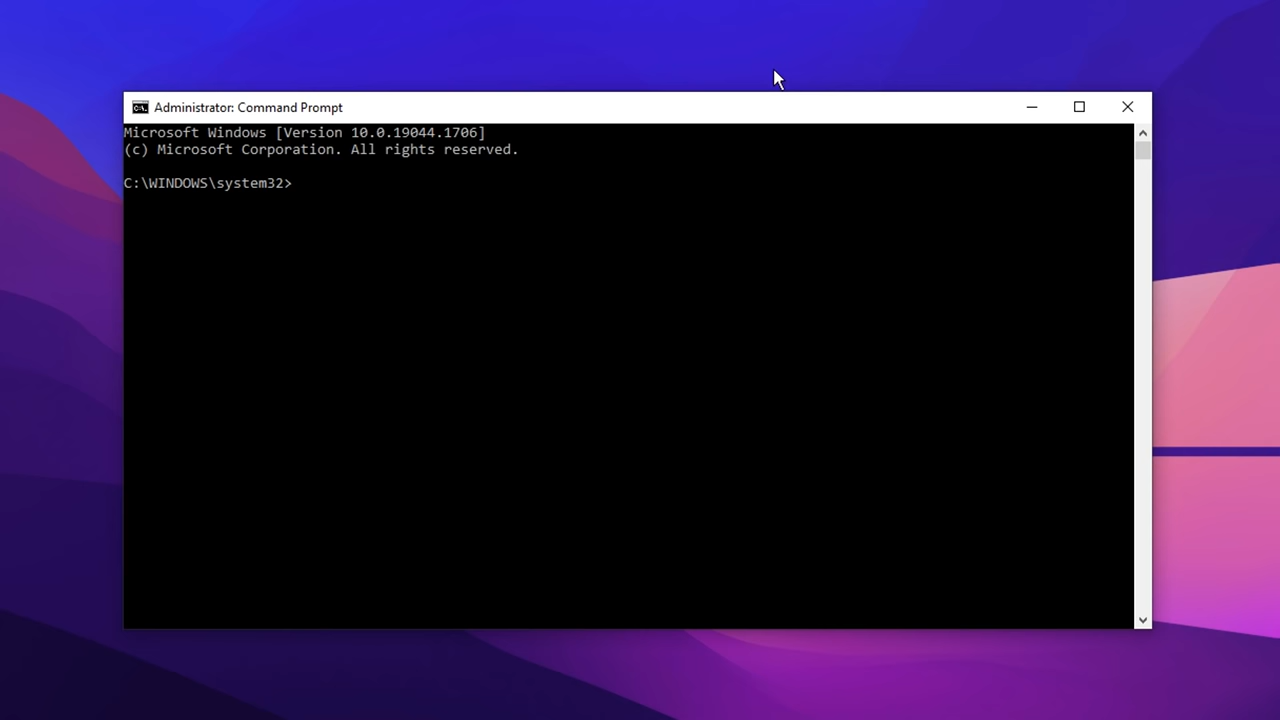 Administrator: Command Prompt
Microsoft Windows [Version 10.0.19044.1706]
(c) Microsoft Corporation. All rights reserved.
C:\WINDOWS\system32>